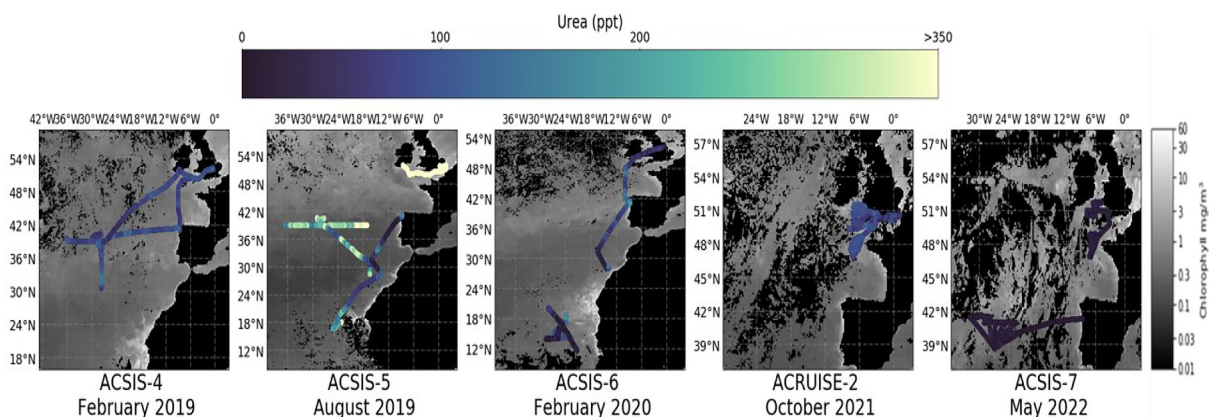 Urea (ppt)
0 100 200 >350
42°W36°W30°W24°W18°W12°W 6°W 0°
54°N
48°N
42°N
36°N
30°N
24°N
18°N
ACSIS-4
February 2019
36°W30°W24°W18°W12°W 6°W 0°
54°N
48°N
42°N
36°N
30°N
24°N
18°N
12°N
ACSIS-5
August 2019
36°W30°W24°W18°W12°W 6°W 0°
54°N
48°N
42°N
36°N
30°N
24°N
18°N
12°N
ACSIS-6
February 2020
24°W 18°W 12°W 6°W 0°
57°N
54°N
51°N
48°N
45°N
42°N
39°N
ACRUISE-2
October 2021
30°W 24°W 18°W 12°W 6°W 0°
57°N
54°N
51°N
48°N
45°N
42°N
39°N
ACSIS-7
May 2022
60
30
10
3
1
0.3
0.1
0.03
0.01
Chlorophyll mg/m³